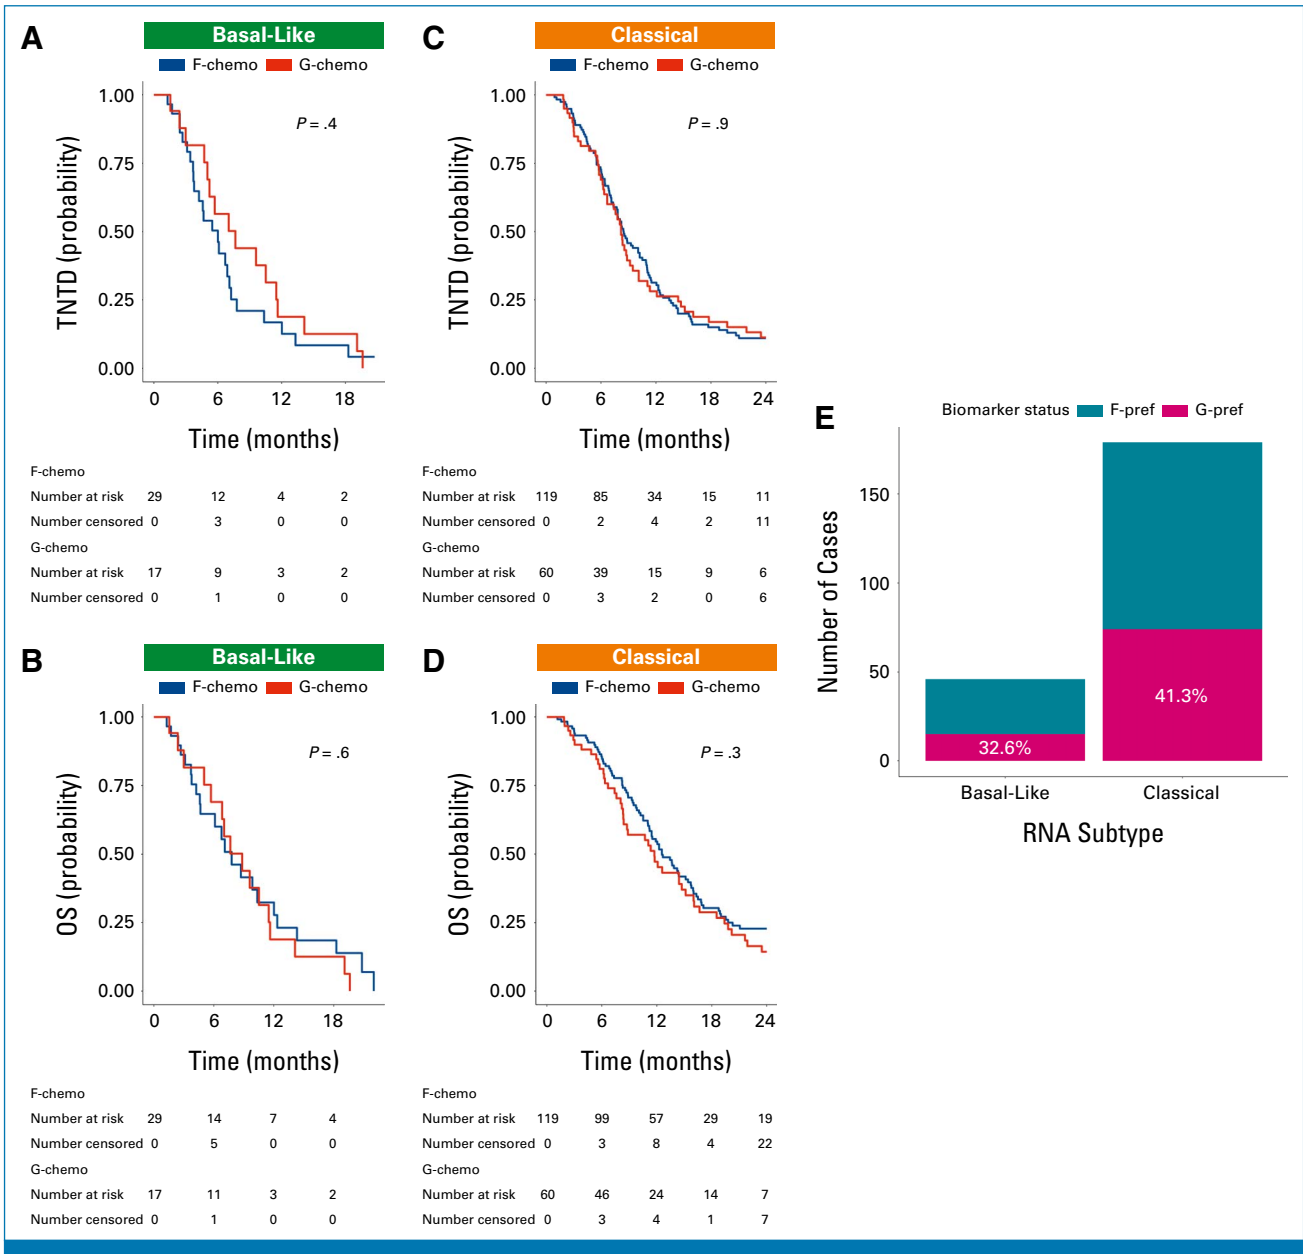 A
Basal-Like
F-chemo G-chemo
P = .4
TNTD (probability)
1.00
0.75
0.50
0.25
0.00
0 6 12 18
Time (months)
F-chemo
Number at risk 29 12 4 2
Number censored 0 3 0 0
G-chemo
Number at risk 17 9 3 2
Number censored 0 1 0 0
C
Classical
F-chemo G-chemo
P = .9
TNTD (probability)
1.00
0.75
0.50
0.25
0.00
0 6 12 18 24
Time (months)
F-chemo
Number at risk 119 85 34 15 11
Number censored 0 2 4 2 11
G-chemo
Number at risk 60 39 15 9 6
Number censored 0 3 2 0 6
B
Basal-Like
F-chemo G-chemo
P = .6
OS (probability)
1.00
0.75
0.50
0.25
0.00
0 6 12 18
Time (months)
F-chemo
Number at risk 29 14 7 4
Number censored 0 5 0 0
G-chemo
Number at risk 17 11 3 2
Number censored 0 1 0 0
D
Classical
F-chemo G-chemo
P = .3
OS (probability)
1.00
0.75
0.50
0.25
0.00
0 6 12 18 24
Time (months)
F-chemo
Number at risk 119 99 57 29 19
Number censored 0 3 8 4 22
G-chemo
Number at risk 60 46 24 14 7
Number censored 0 3 4 1 7
E
Biomarker status F-pref G-pref
Number of Cases
150
100
50
0
32.6%
41.3%
Basal-Like Classical
RNA Subtype